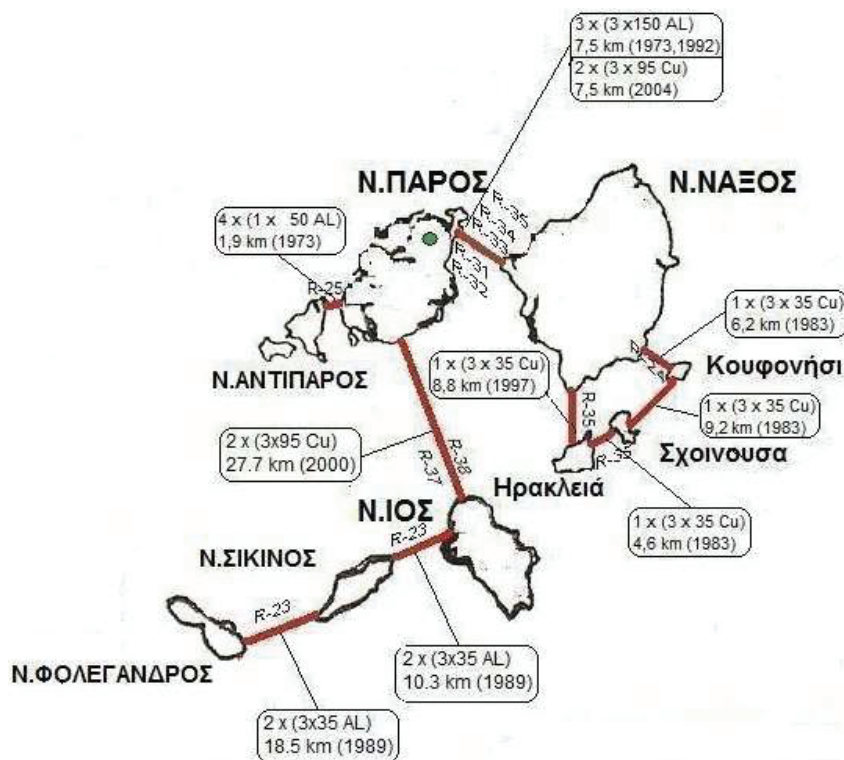 3 x (3 x150 AL)
7,5 km (1973,1992)
2 x (3 x 95 Cu)
7,5 km (2004)
Ν.ΠΑΡΟΣ
Ν.ΝΑΞΟΣ
4 x (1 x 50 AL)
1,9 km (1973)
R-35
R-34
R-33
R-31
R-32
R-25
1 x (3 x 35 Cu)
6,2 km (1983)
Ν.ΑΝΤΙΠΑΡΟΣ
1 x (3 x 35 Cu)
8,8 km (1997)
Κουφονήσι
R-35
1 x (3 x 35 Cu)
9,2 km (1983)
2 x (3x95 Cu)
27.7 km (2000)
R-38
R-37
Σχοινουσα
Ηρακλειά
Ν.ΙΟΣ
1 x (3 x 35 Cu)
4,6 km (1983)
R-23
Ν.ΣΙΚΙΝΟΣ
R-23
2 x (3x35 AL)
10.3 km (1989)
Ν.ΦΟΛΕΓΑΝΔΡΟΣ
2 x (3x35 AL)
18.5 km (1989)